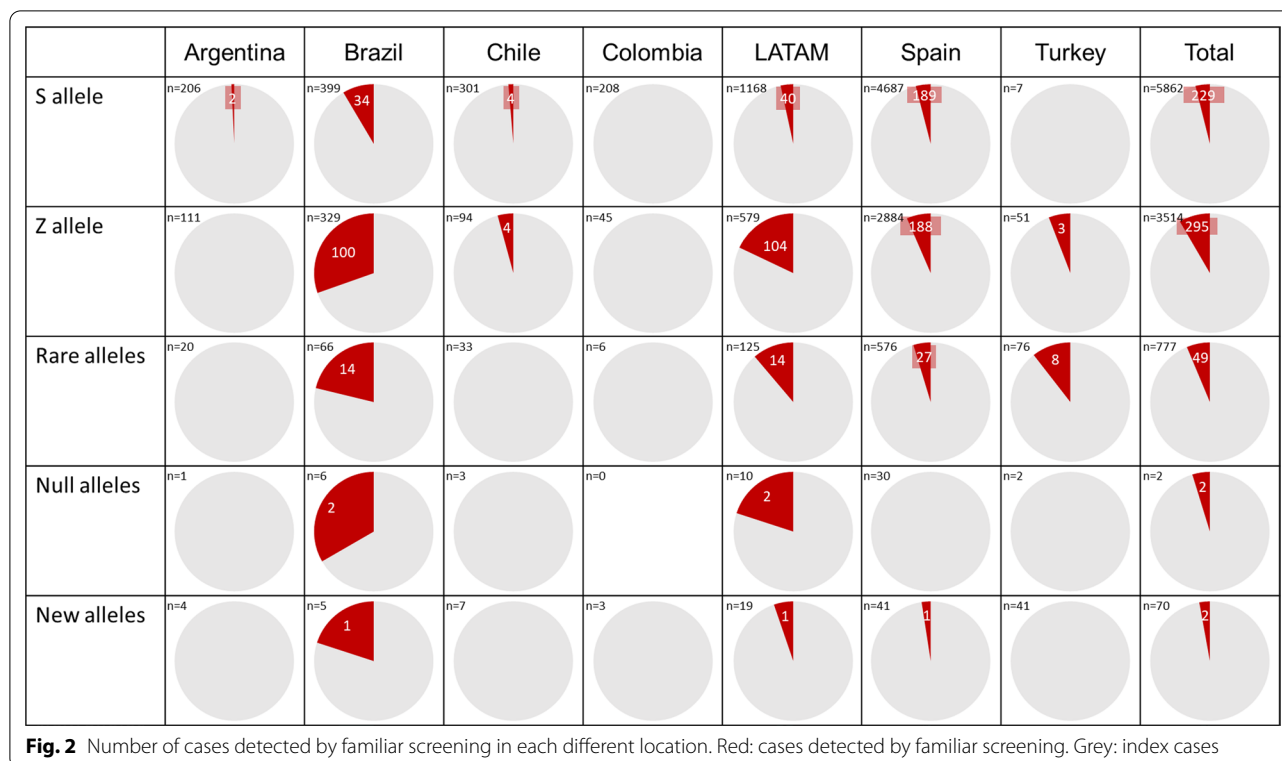 Argentina Brazil Chile Colombia LATAM Spain Turkey Total
S allele n=206 2 n=399 34 n=301 4 n=208 n=1168 40 n=4687 189 n=7 n=5862 229
Z allele n=111 n=329 100 n=94 4 n=45 n=579 104 n=2884 188 n=51 3 n=3514 295
Rare alleles n=20 n=66 14 n=33 n=6 n=125 14 n=576 27 n=76 8 n=777 49
Null alleles n=1 n=6 2 n=3 n=0 n=10 2 n=30 n=2 n=2 2
New alleles n=4 n=5 1 n=7 n=3 n=19 1 n=41 1 n=41 n=70 2
Fig. 2 Number of cases detected by familiar screening in each different location. Red: cases detected by familiar screening. Grey: index cases